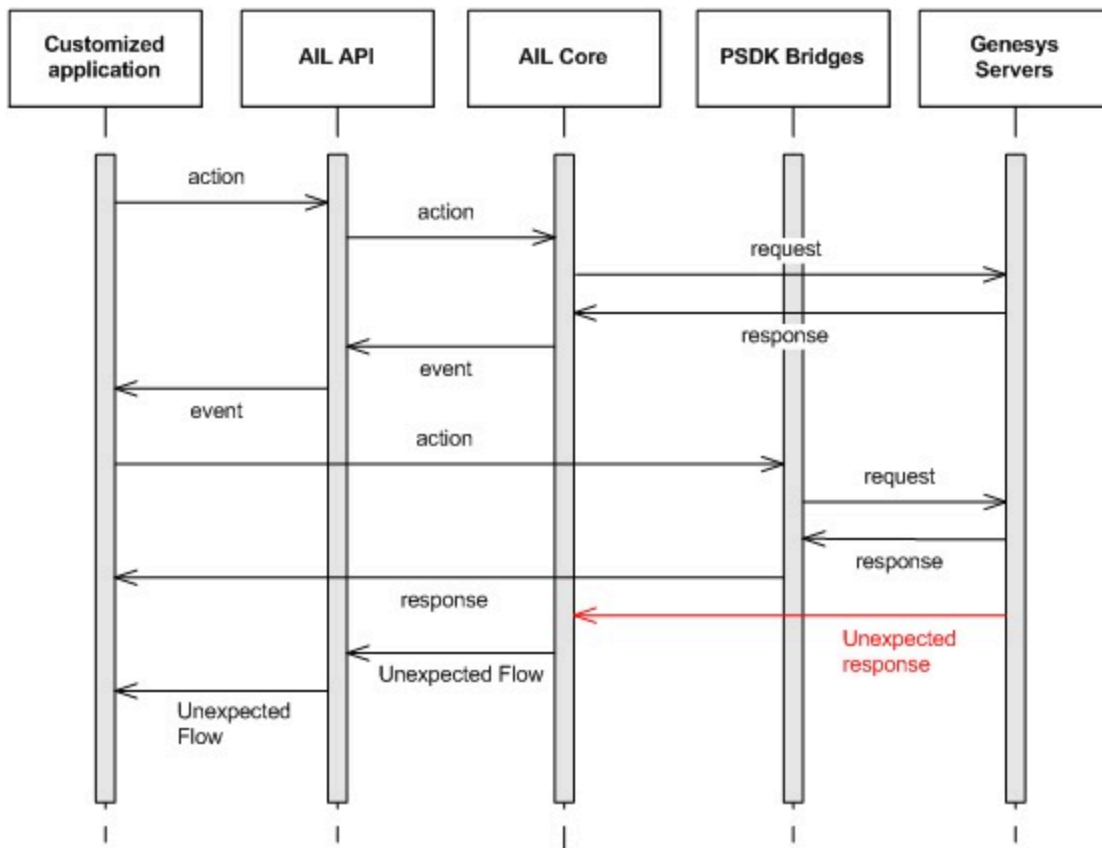 Customized
application
AIL API
AIL Core
PSDK Bridges
Genesys
Servers
action
action
request
response
event
event
action
request
response
response
Unexpected
response
Unexpected Flow
Unexpected
Flow